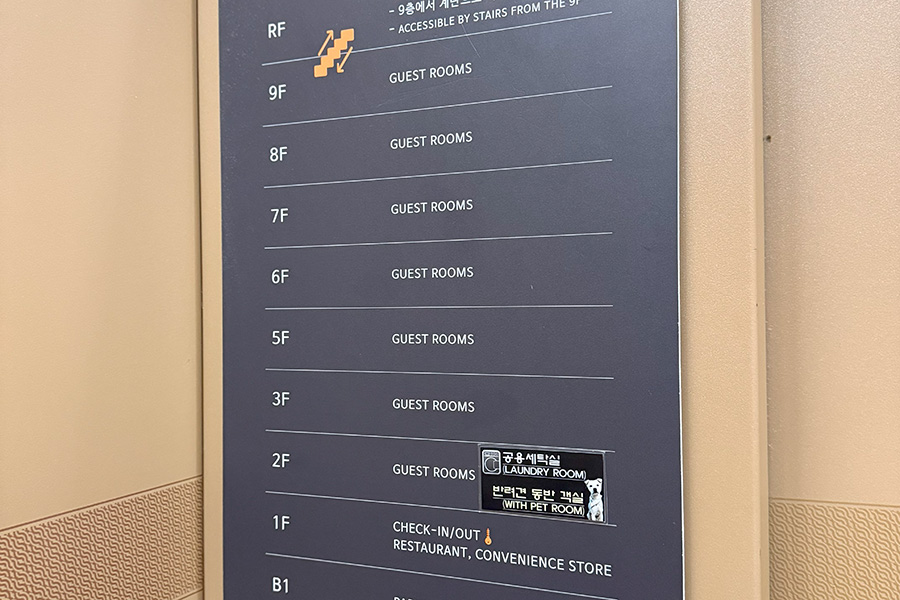 - 9층에서 계단으로
RF
- ACCESSIBLE BY STAIRS FROM THE 9F
9F GUEST ROOMS
8F GUEST ROOMS
7F GUEST ROOMS
6F GUEST ROOMS
5F GUEST ROOMS
3F GUEST ROOMS
2F GUEST ROOMS
공용세탁실
(LAUNDRY ROOM)
반려견 동반 객실
(WITH PET ROOM)
1F CHECK-IN/OUT
RESTAURANT, CONVENIENCE STORE
B1